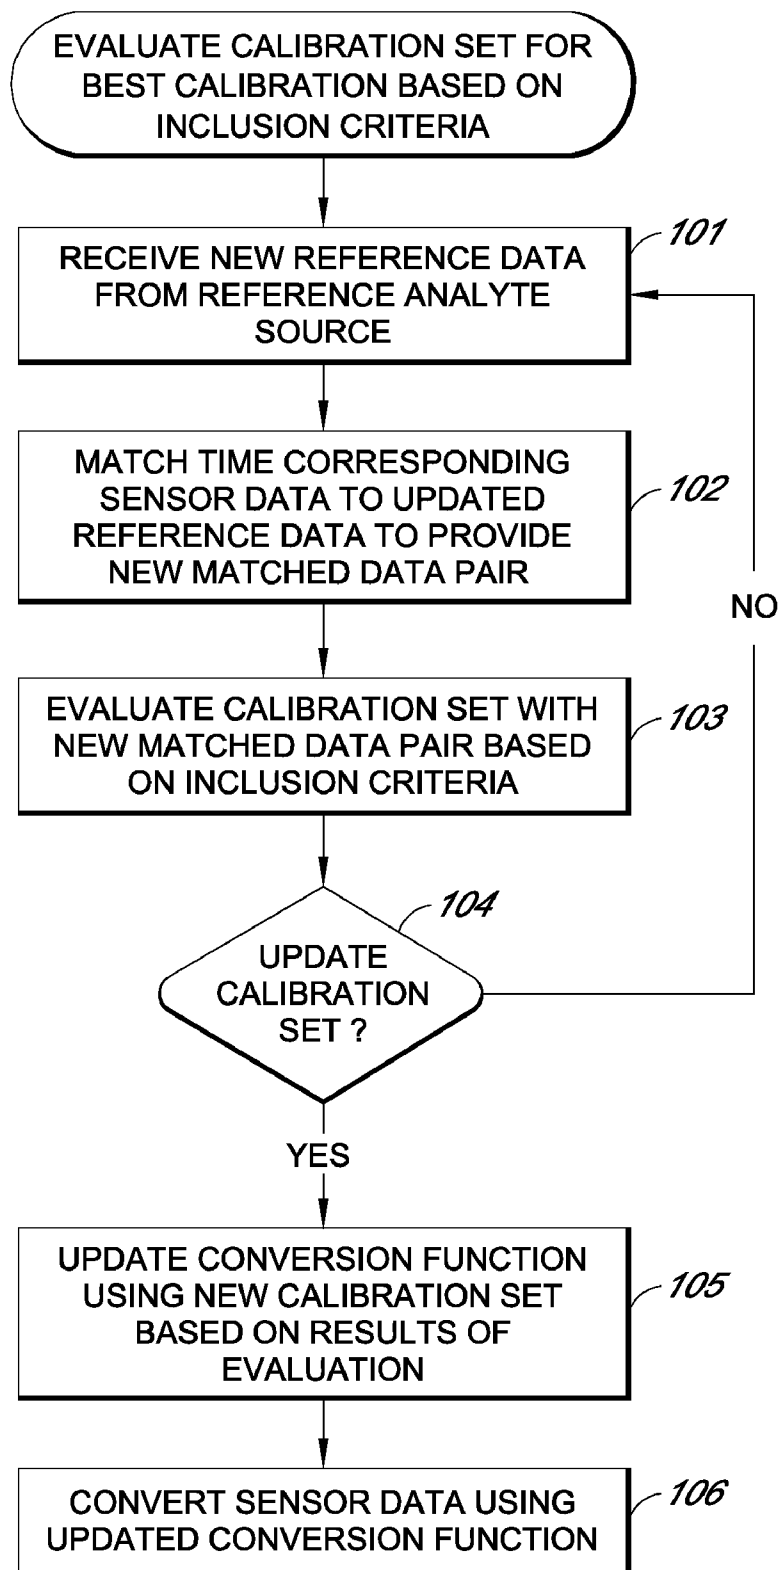 EVALUATE CALIBRATION SET FOR
BEST CALIBRATION BASED ON
INCLUSION CRITERIA
101
RECEIVE NEW REFERENCE DATA
FROM REFERENCE ANALYTE
SOURCE
MATCH TIME CORRESPONDING
SENSOR DATA TO UPDATED
REFERENCE DATA TO PROVIDE
NEW MATCHED DATA PAIR
102
NO
EVALUATE CALIBRATION SET WITH
NEW MATCHED DATA PAIR BASED
ON INCLUSION CRITERIA
103
104
UPDATE
CALIBRATION
SET ?
YES
UPDATE CONVERSION FUNCTION
USING NEW CALIBRATION SET
BASED ON RESULTS OF
EVALUATION
105
CONVERT SENSOR DATA USING
UPDATED CONVERSION FUNCTION
106